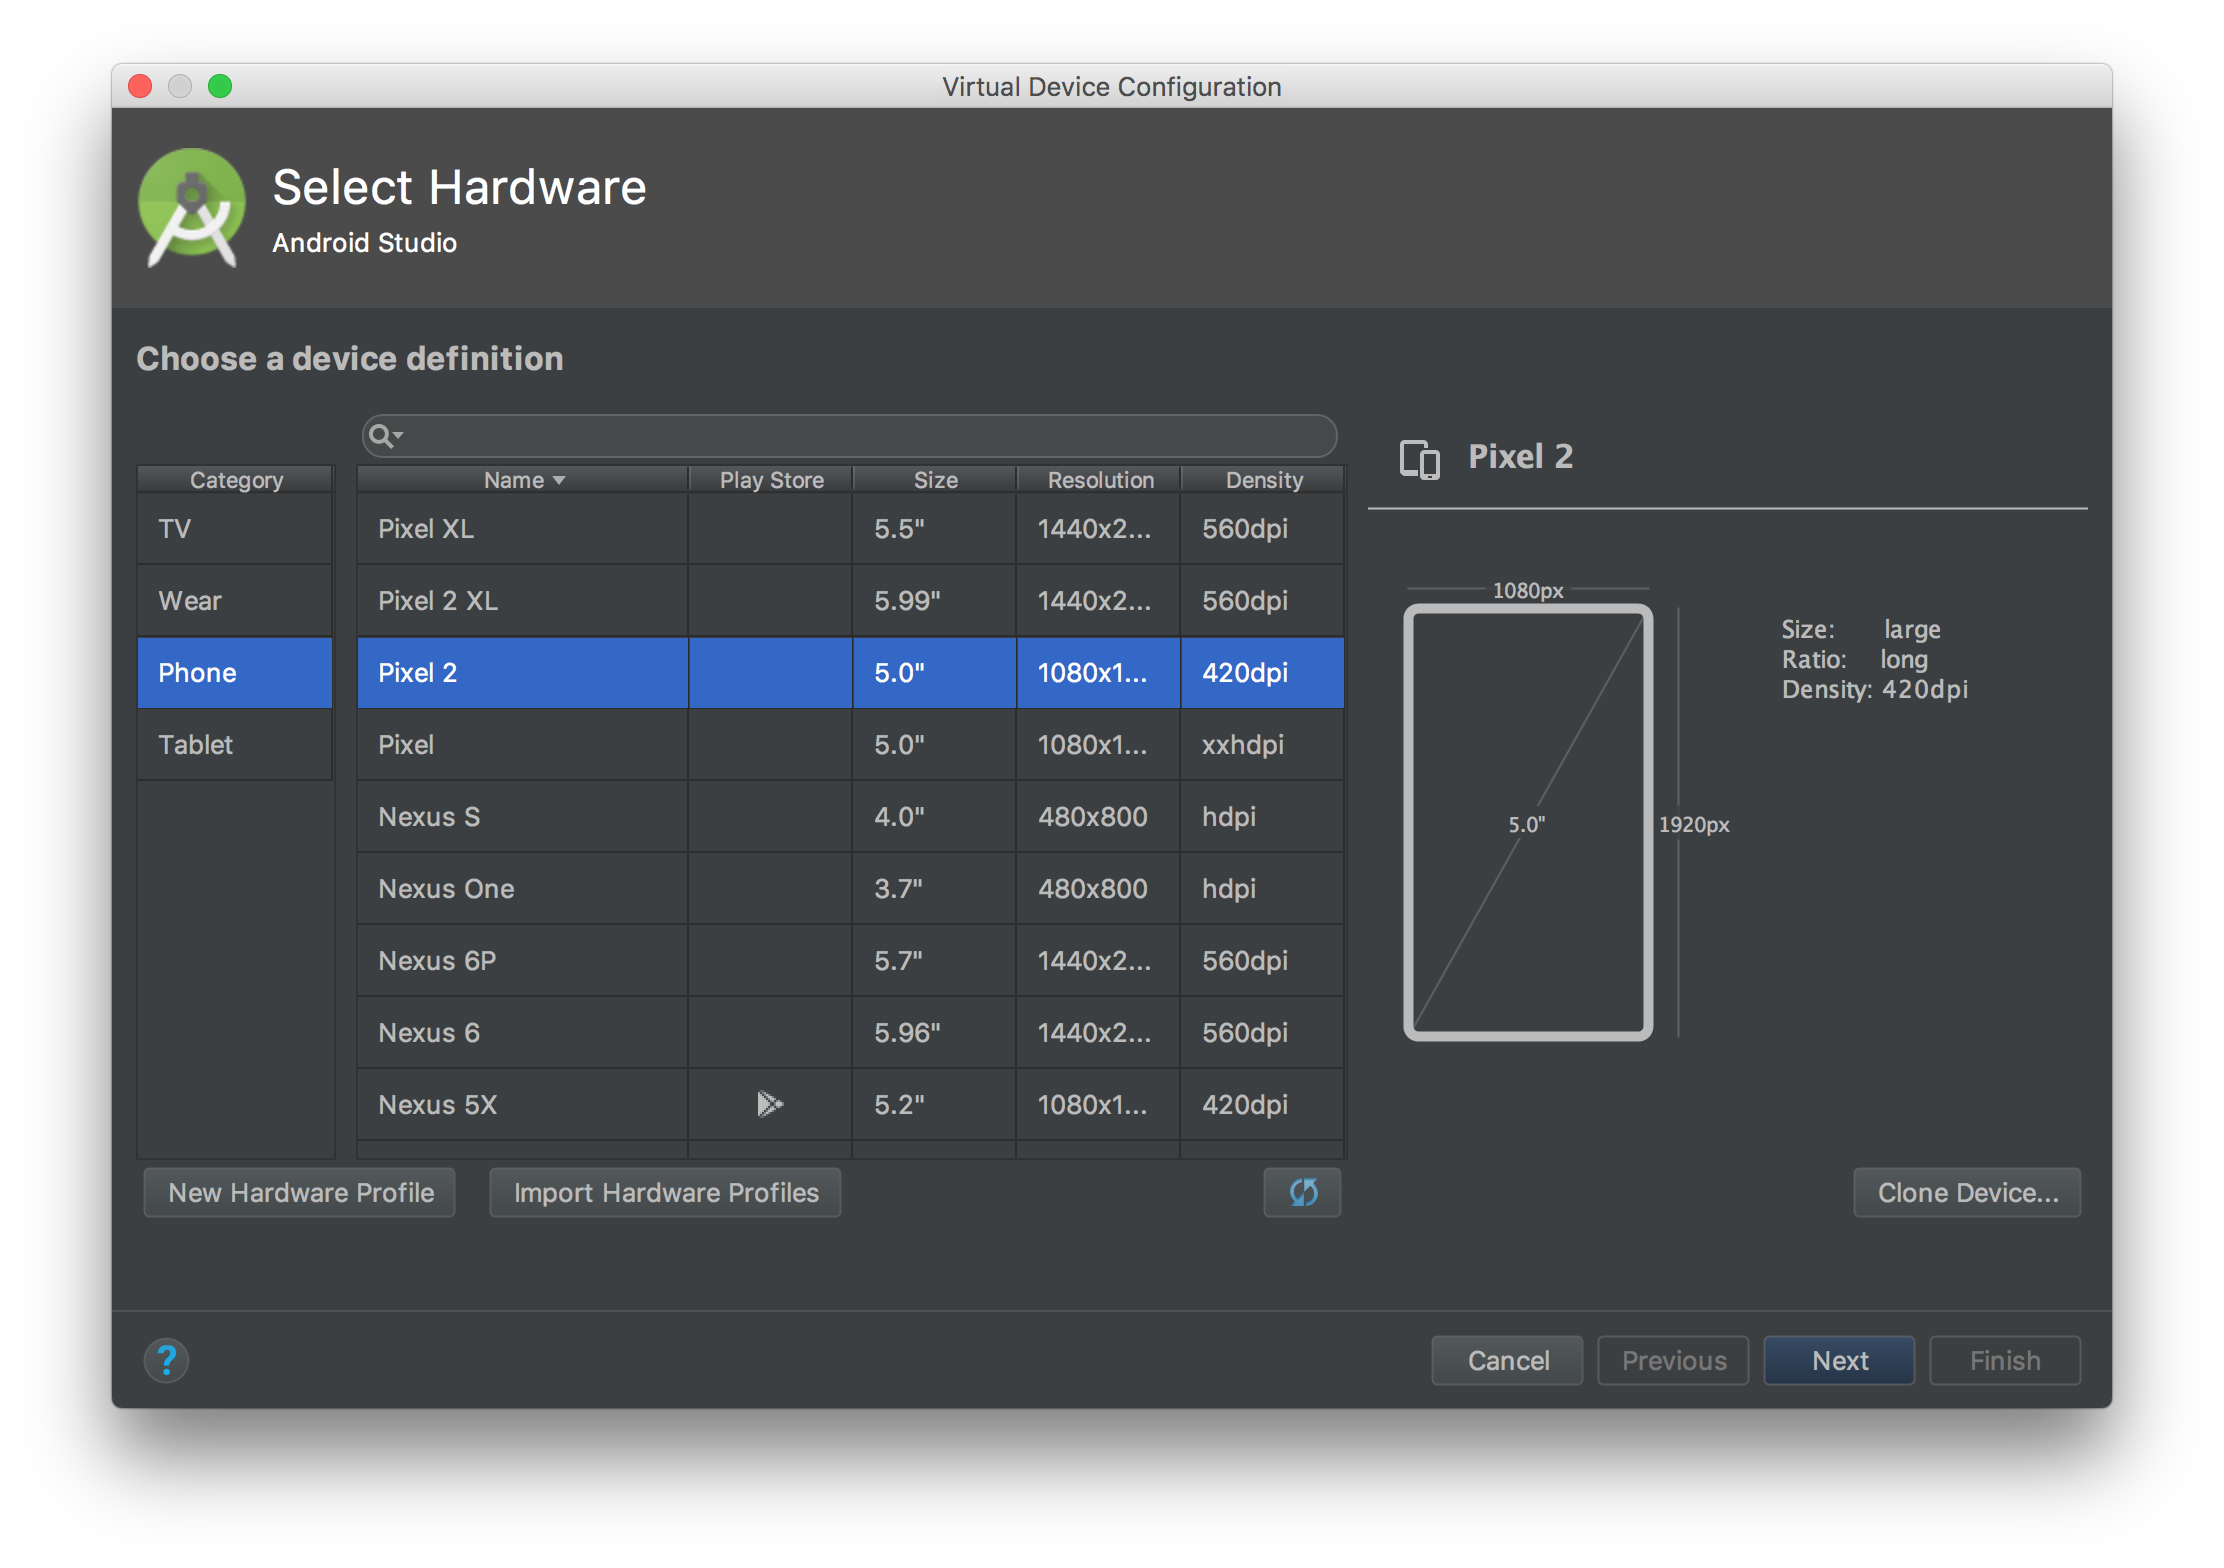 Virtual Device Configuration
Select Hardware
Android Studio
Choose a device definition
Category
Name Play Store Size Resolution Density
TV
Wear
Phone
Tablet
Pixel XL 5.5" 1440x2... 560dpi
Pixel 2 XL 5.99" 1440x2... 560dpi
Pixel 2 5.0" 1080x1... 420dpi
Pixel 5.0" 1080x1... xxhdpi
Nexus S 4.0" 480x800 hdpi
Nexus One 3.7" 480x800 hdpi
Nexus 6P 5.7" 1440x2... 560dpi
Nexus 6 5.96" 1440x2... 560dpi
Nexus 5X 5.2" 1080x1... 420dpi
Pixel 2
1080px
5.0"
1920px
Size: large
Ratio: long
Density: 420dpi
New Hardware Profile
Import Hardware Profiles
Clone Device...
?
Cancel
Previous
Next
Finish